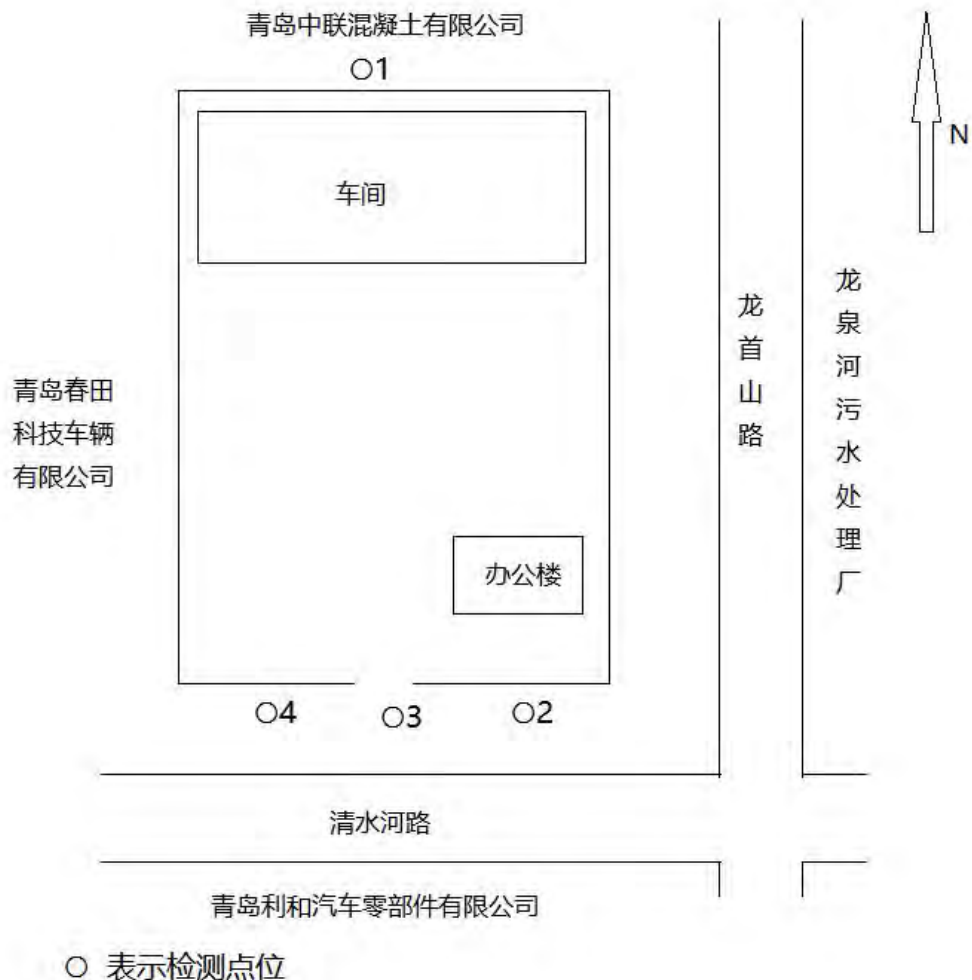 青岛中联混凝土有限公司
○1
N
车间
龙首山路
龙泉河污水处理厂
青岛春田
科技车辆
有限公司
办公楼
○4
○3
○2
清水河路
青岛利和汽车零部件有限公司
○ 表示检测点位